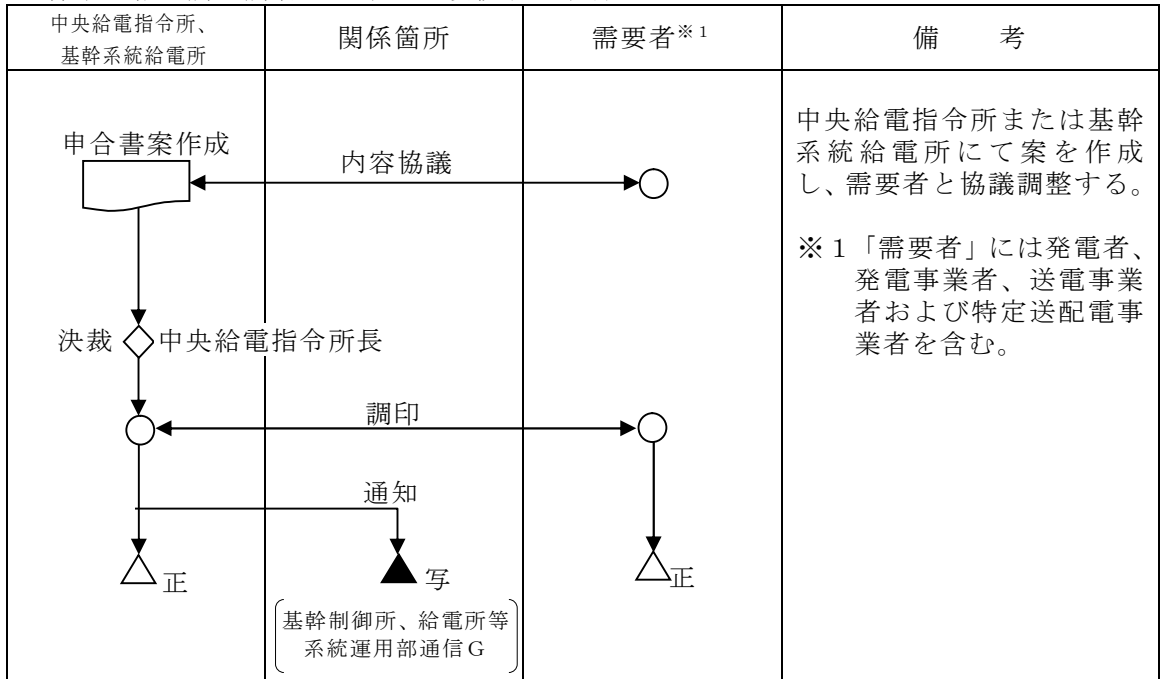 中央給電指令所、
基幹系統給電所
関係箇所
需要者※1
備 考
申合書案作成
内容協議
中央給電指令所または基幹
系統給電所にて案を作成
し、需要者と協議調整する。
※1「需要者」には発電者、
発電事業者、送電事業
者および特定送配電事
業者を含む。
決裁
中央給電指令所長
調印
通知
正
写
正
基幹制御所、給電所等
系統運用部通信G